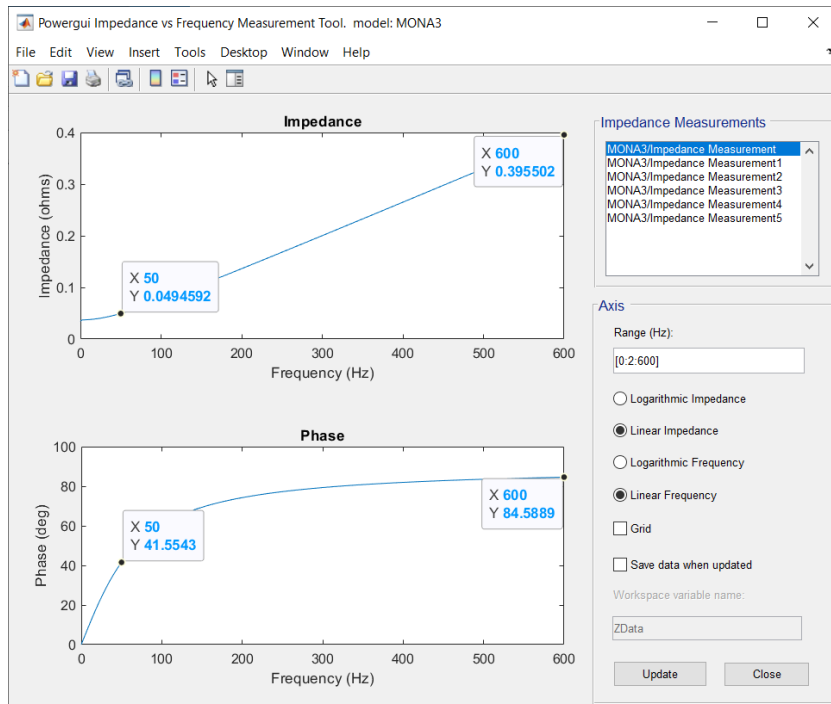 Powergui Impedance vs Frequency Measurement Tool.  model: MONA3
File Edit View Insert Tools Desktop Window Help
Impedance
0.4
0.3
0.2
0.1
0
Impedance (ohms)
X 600
Y 0.395502
X 50
Y 0.0494592
0 100 200 300 400 500 600
Frequency (Hz)
Phase
100
80
60
40
20
0
Phase (deg)
X 600
Y 84.5889
X 50
Y 41.5543
0 100 200 300 400 500 600
Frequency (Hz)
Impedance Measurements
MONA3/Impedance Measurement
MONA3/Impedance Measurement1
MONA3/Impedance Measurement2
MONA3/Impedance Measurement3
MONA3/Impedance Measurement4
MONA3/Impedance Measurement5
Axis
Range (Hz):
[0:2:600]
Logarithmic Impedance
Linear Impedance
Logarithmic Frequency
Linear Frequency
Grid
Save data when updated
Workspace variable name:
ZData
Update Close